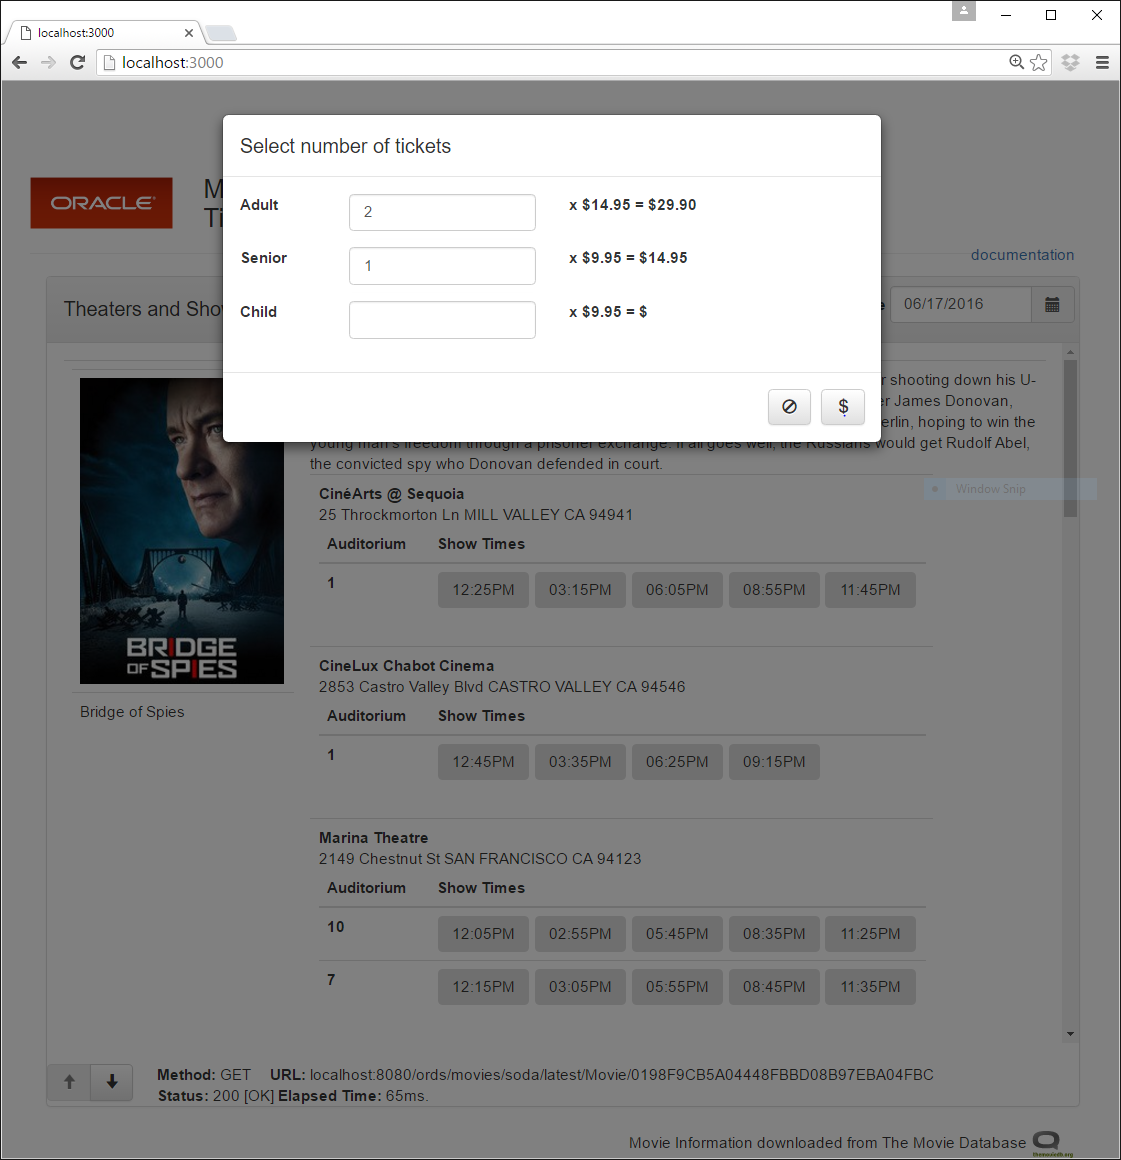 localhost:3000
localhost:3000
Select number of tickets
Adult 2 x $14.95 = $29.90
Senior 1 x $9.95 = $14.95
Child x $9.95 = $
$
ORACLE
M
Ti
documentation
Theaters and Sho
e 06/17/2016
r shooting down his U-
er James Donovan,
erlin, hoping to win the
young man's freedom through a prisoner exchange. If all goes well, the Russians would get Rudolf Abel,
the convicted spy who Donovan defended in court.
Window Snip
BRIDGE
OF SPIES
Bridge of Spies
CinéArts @ Sequoia
25 Throckmorton Ln MILL VALLEY CA 94941
Auditorium Show Times
1 12:25PM 03:15PM 06:05PM 08:55PM 11:45PM
CineLux Chabot Cinema
2853 Castro Valley Blvd CASTRO VALLEY CA 94546
Auditorium Show Times
1 12:45PM 03:35PM 06:25PM 09:15PM
Marina Theatre
2149 Chestnut St SAN FRANCISCO CA 94123
Auditorium Show Times
10 12:05PM 02:55PM 05:45PM 08:35PM 11:25PM
7 12:15PM 03:05PM 05:55PM 08:45PM 11:35PM
Method: GET URL: localhost:8080/ords/movies/soda/latest/Movie/0198F9CB5A04448FBBD08B97EBA04FBC
Status: 200 [OK] Elapsed Time: 65ms.
Movie Information downloaded from The Movie Database
themoviedb.org